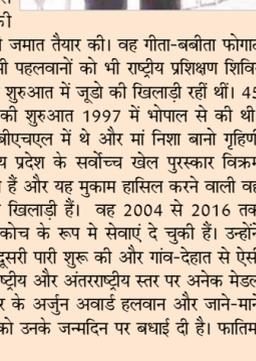 की
जमात तैयार की। वह गीता-बबीता फोगा
पहलवानों को भी राष्ट्रीय प्रशिक्षण शिवि
शुरुआत में जूडो की खिलाड़ी रहीं थीं। 45
की शुरुआत 1997 में भोपाल से की थी
बीएचएल में थे और मां निशा बानो गृहिणी
य प्रदेश के सर्वोच्च खेल पुरस्कार विक्रम
हैं और यह मुकाम हासिल करने वाली वह
खिलाड़ी हैं। वह 2004 से 2016 तक
कोच के रूप मे सेवाएं दे चुकी हैं। उन्होंने
दूसरी पारी शुरू की और गांव-देहात से ऐसी
ष्ट्रीय और अंतरराष्ट्रीय स्तर पर अनेक मेडल
र के अर्जुन अवार्ड हलवान और जाने-माने
को उनके जन्मदिन पर बधाई दी है। फातिम